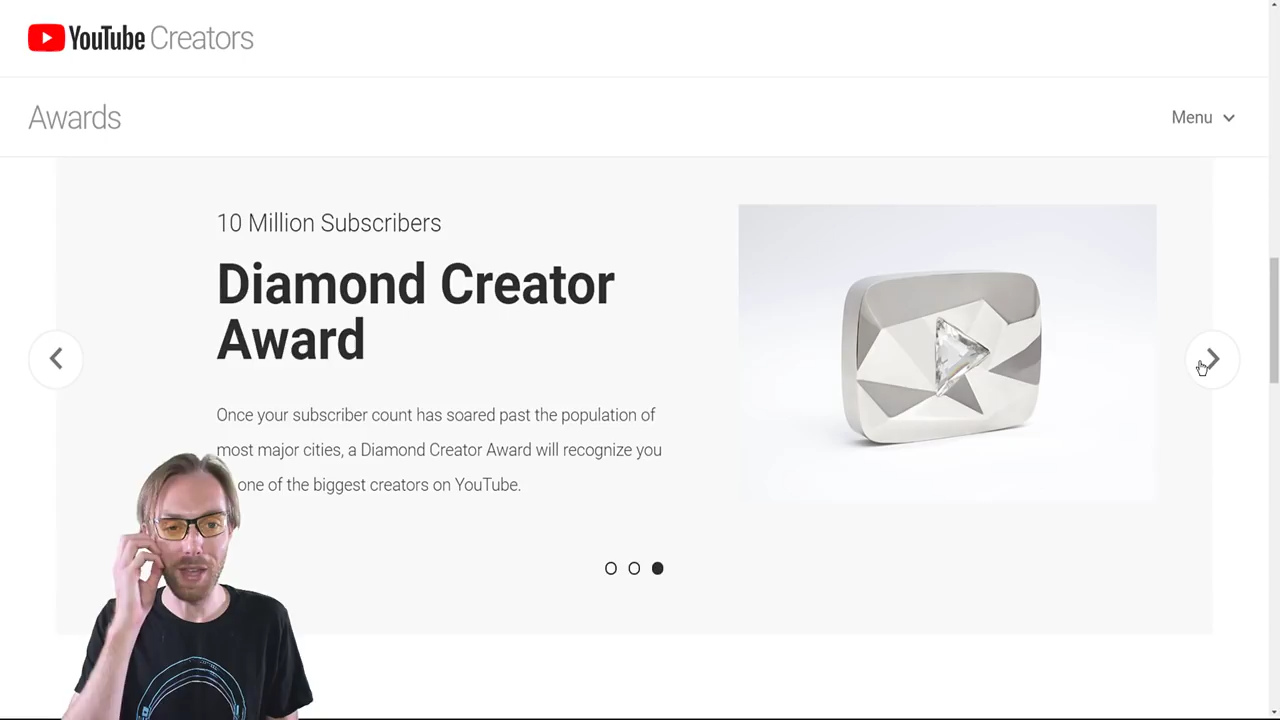 YouTube Creators
Awards
Menu
10 Million Subscribers
Diamond Creator
Award
Once your subscriber count has soared past the population of
most major cities, a Diamond Creator Award will recognize you
one of the biggest creators on YouTube.